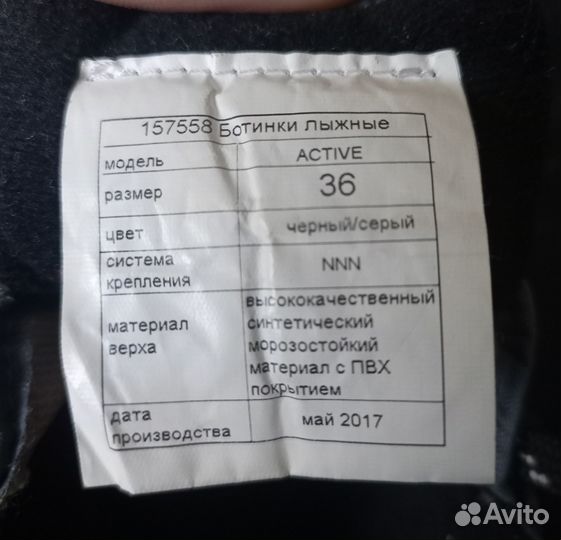 157558 Ботинки лыжные
модель ACTIVE
размер 36
цвет черный/серый
система крепления NNN
материал верха высококачественный
синтетический
морозостойкий
материал с ПВХ
покрытием
дата производства май 2017
Avito